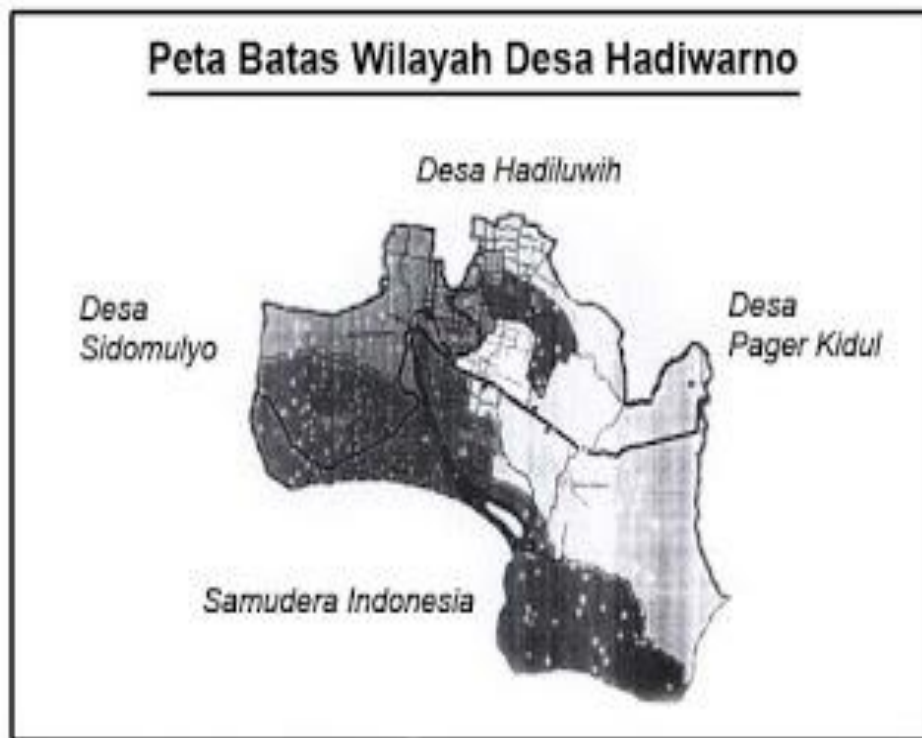 Peta Batas Wilayah Desa Hadiwarno
Desa Hadiluwih
Desa
Sidomulyo
Desa
Pager Kidul
Samudera Indonesia